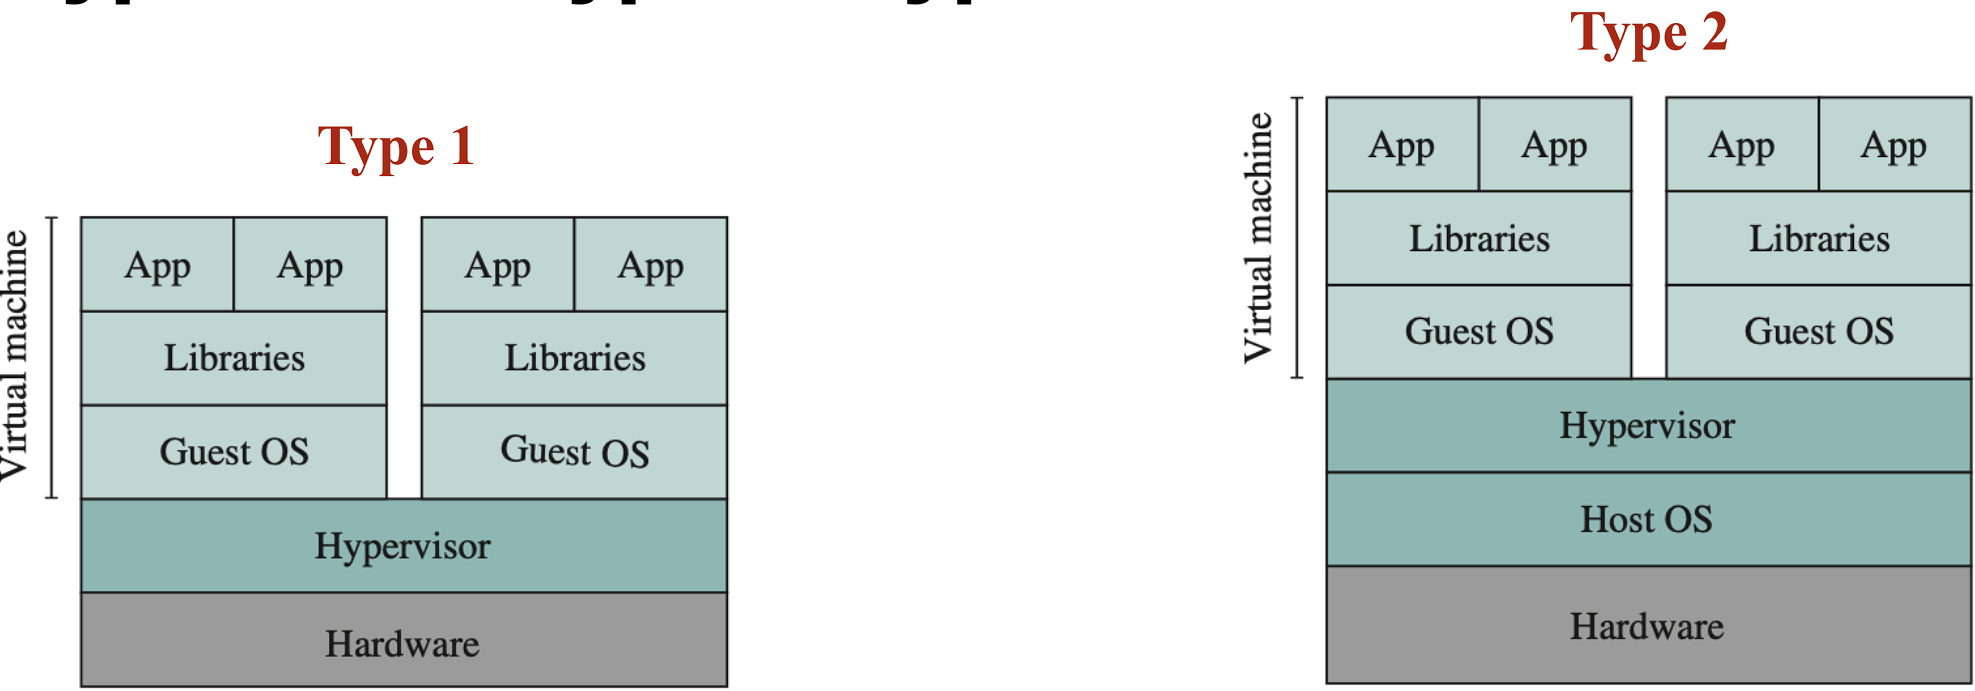 Type 1
Virtual machine
App App App App
Libraries Libraries
Guest OS Guest OS
Hypervisor
Hardware
Type 2
Virtual machine
App App App App
Libraries Libraries
Guest OS Guest OS
Hypervisor
Host OS
Hardware